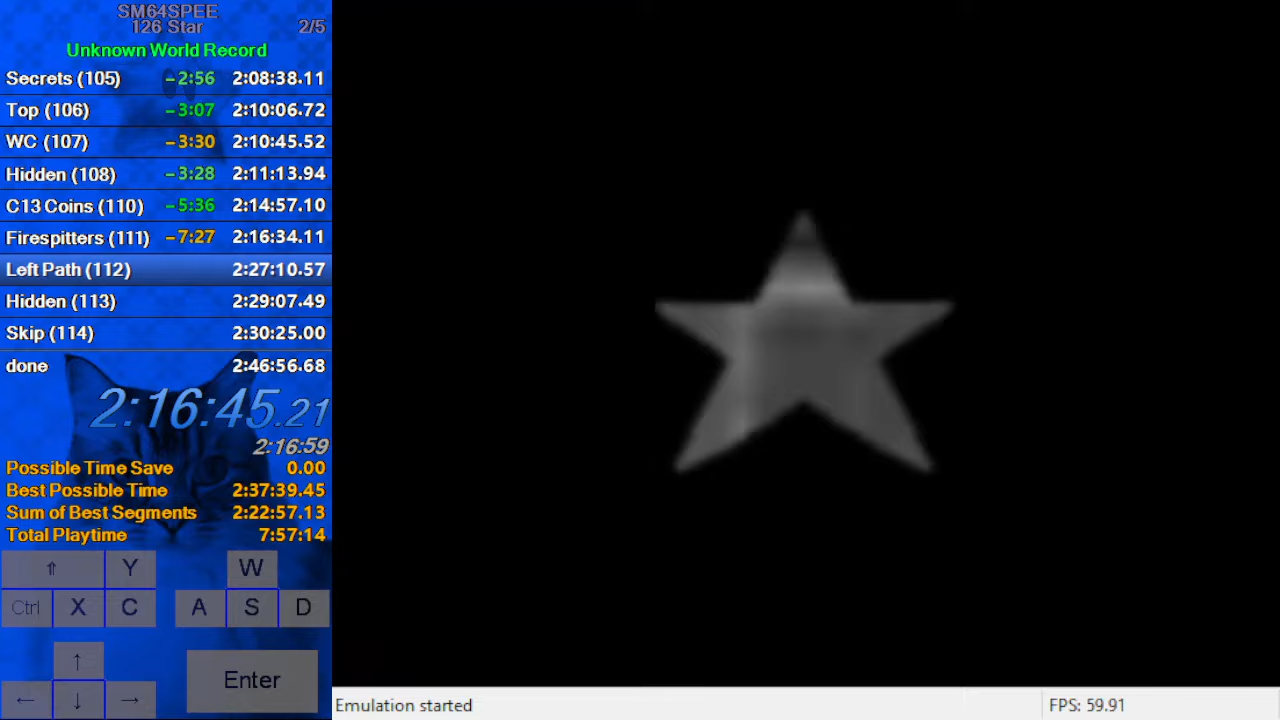 SM64SPEE
126 Star 2/5
Unknown World Record
Secrets (105) -2:56 2:08:38.11
Top (106) -3:07 2:10:06.72
WC (107) -3:30 2:10:45.52
Hidden (108) -3:28 2:11:13.94
C13 Coins (110) -5:36 2:14:57.10
Firespitters (111) -7:27 2:16:34.11
Left Path (112) 2:27:10.57
Hidden (113) 2:29:07.49
Skip (114) 2:30:25.00
done 2:46:56.68
2:16:45.21
2:16:59
Possible Time Save 0.00
Best Possible Time 2:37:39.45
Sum of Best Segments 2:22:57.13
Total Playtime 7:57:14
⇑ Y W
Ctrl X C A S D
↑
← ↓ → Enter
Emulation started FPS: 59.91